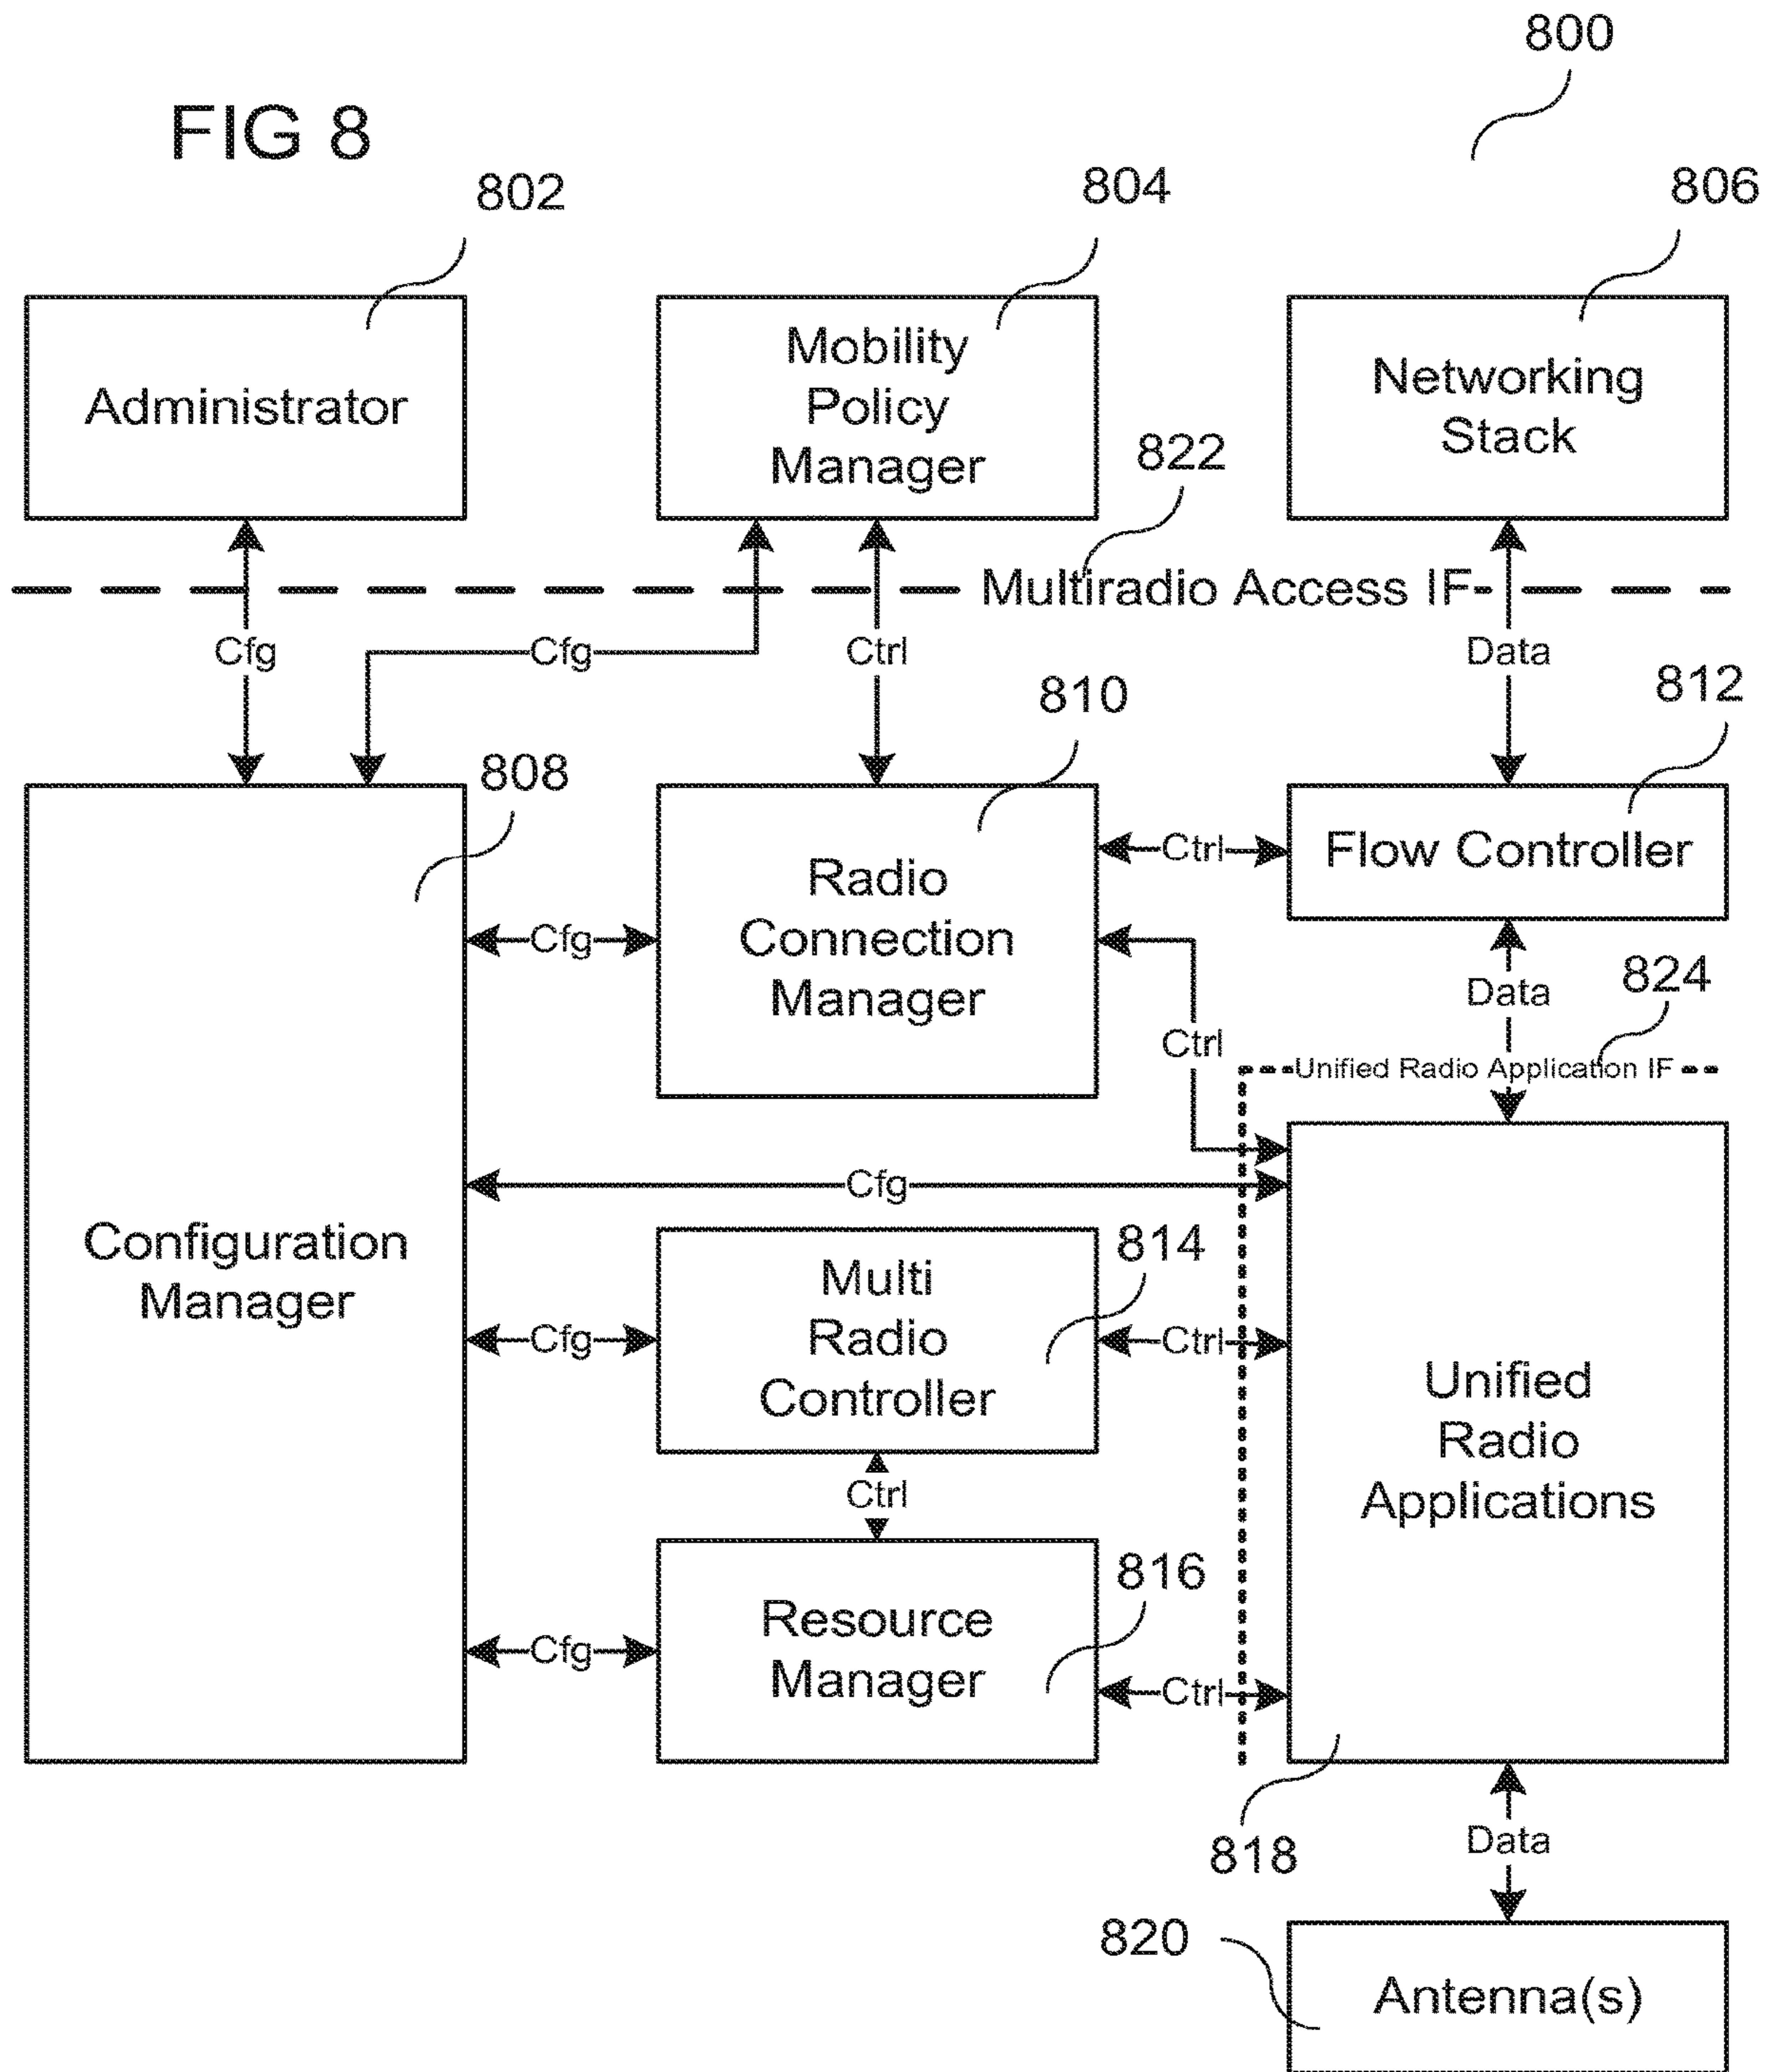 800
FIG 8
802
804
806
Administrator
Mobility
Policy
Manager
Networking
Stack
822
Multiradio Access IF
Cfg
Cfg
Ctrl
Data
808
810
812
Configuration
Manager
Radio
Connection
Manager
Ctrl
Flow Controller
Cfg
Data
824
Ctrl
Unified Radio Application IF
Cfg
814
Multi
Radio
Controller
Cfg
Ctrl
Unified
Radio
Applications
Ctrl
816
Resource
Manager
Cfg
Ctrl
818
Data
820
Antenna(s)